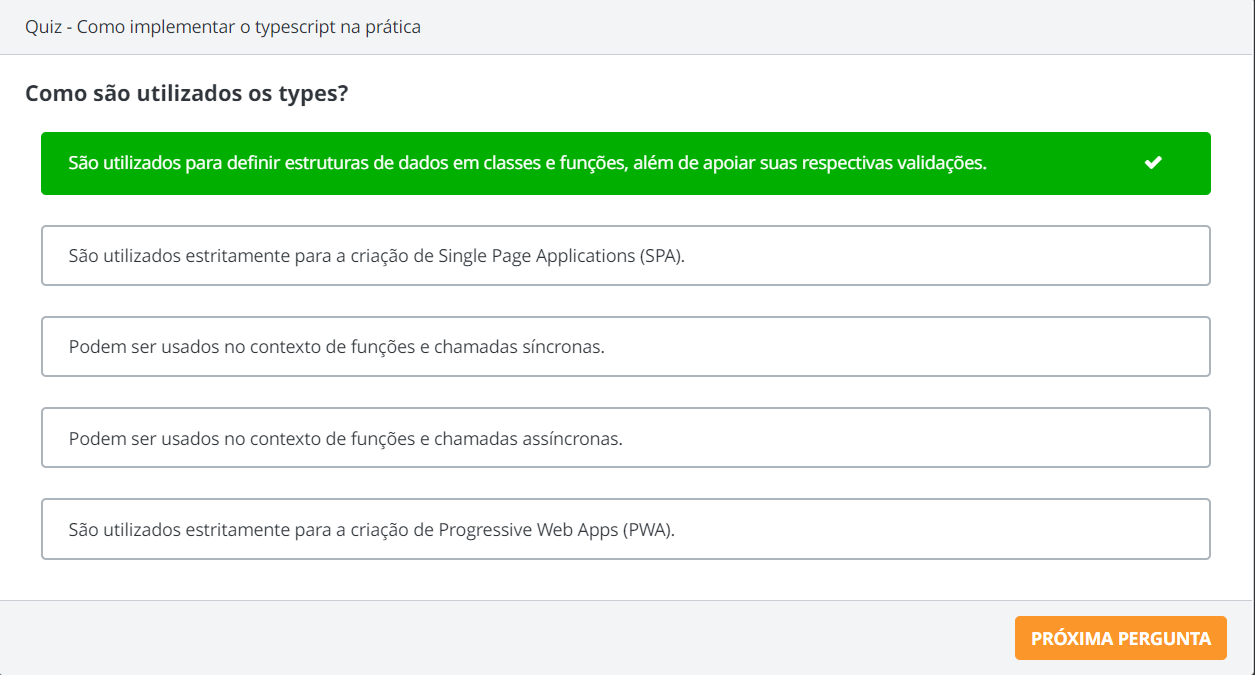 Quiz - Como implementar o typescript na prática
Como são utilizados os types?
São utilizados para definir estruturas de dados em classes e funções, além de apoiar suas respectivas validações.
São utilizados estritamente para a criação de Single Page Applications (SPA).
Podem ser usados no contexto de funções e chamadas síncronas.
Podem ser usados no contexto de funções e chamadas assíncronas.
São utilizados estritamente para a criação de Progressive Web Apps (PWA).
PRÓXIMA PERGUNTA